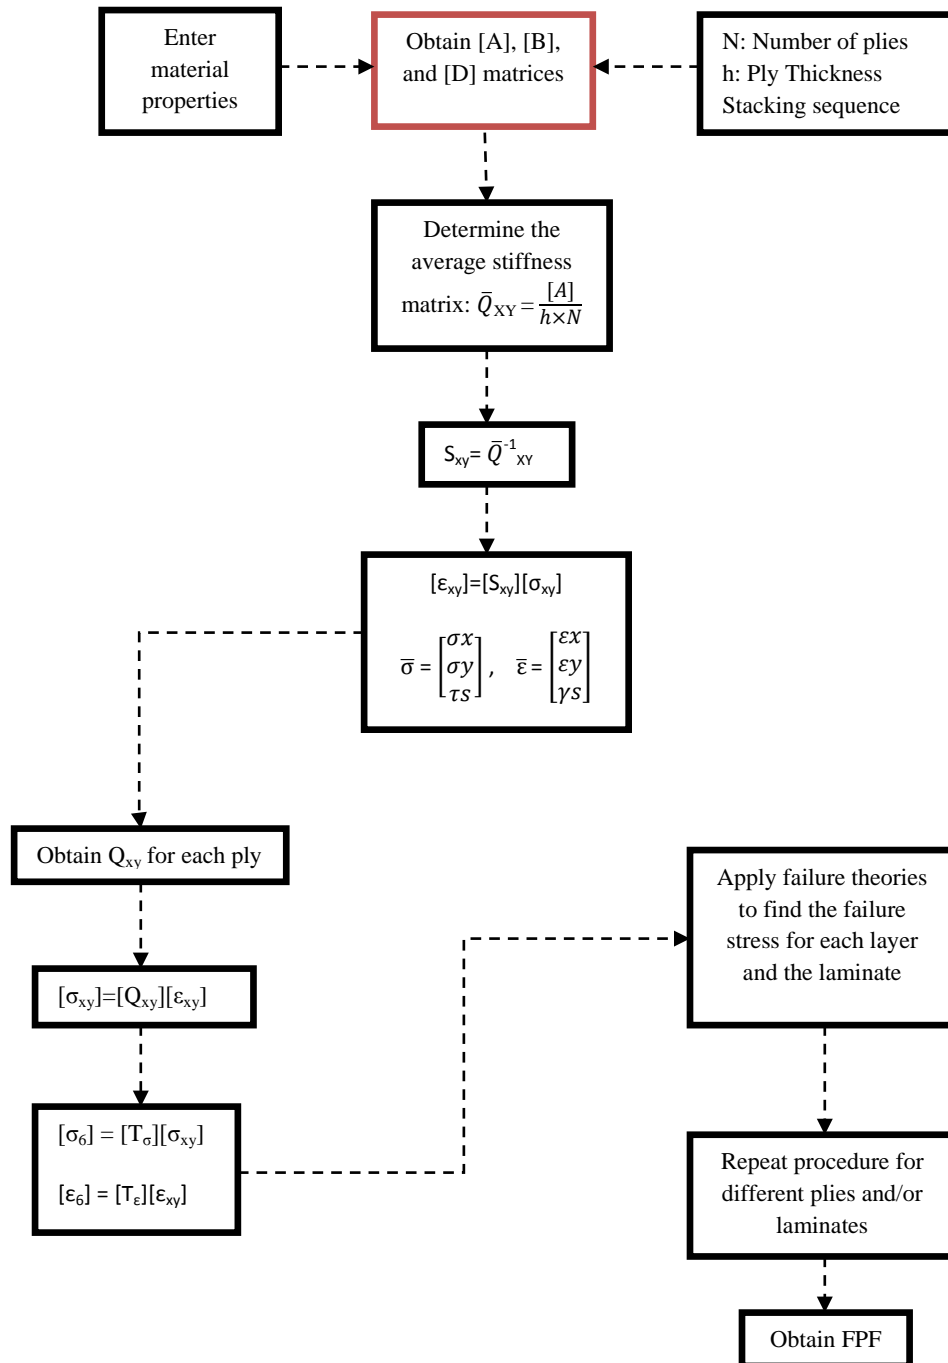 Enter
material
properties
Obtain [A], [B],
and [D] matrices
N: Number of plies
h: Ply Thickness
Stacking sequence
Determine the
average stiffness
matrix: Q̄XY = [A]/h×N
Sxy= Q̄⁻¹XY
[εxy]=[Sxy][σxy]
σ̄ = [σx σy τs] , ε̄ = [εx εy γs]
Obtain Qxy for each ply
[σxy]=[Qxy][εxy]
[σ6] = [Tσ][σxy]
[ε6] = [Tε][εxy]
Apply failure theories
to find the failure
stress for each layer
and the laminate
Repeat procedure for
different plies and/or
laminates
Obtain FPF